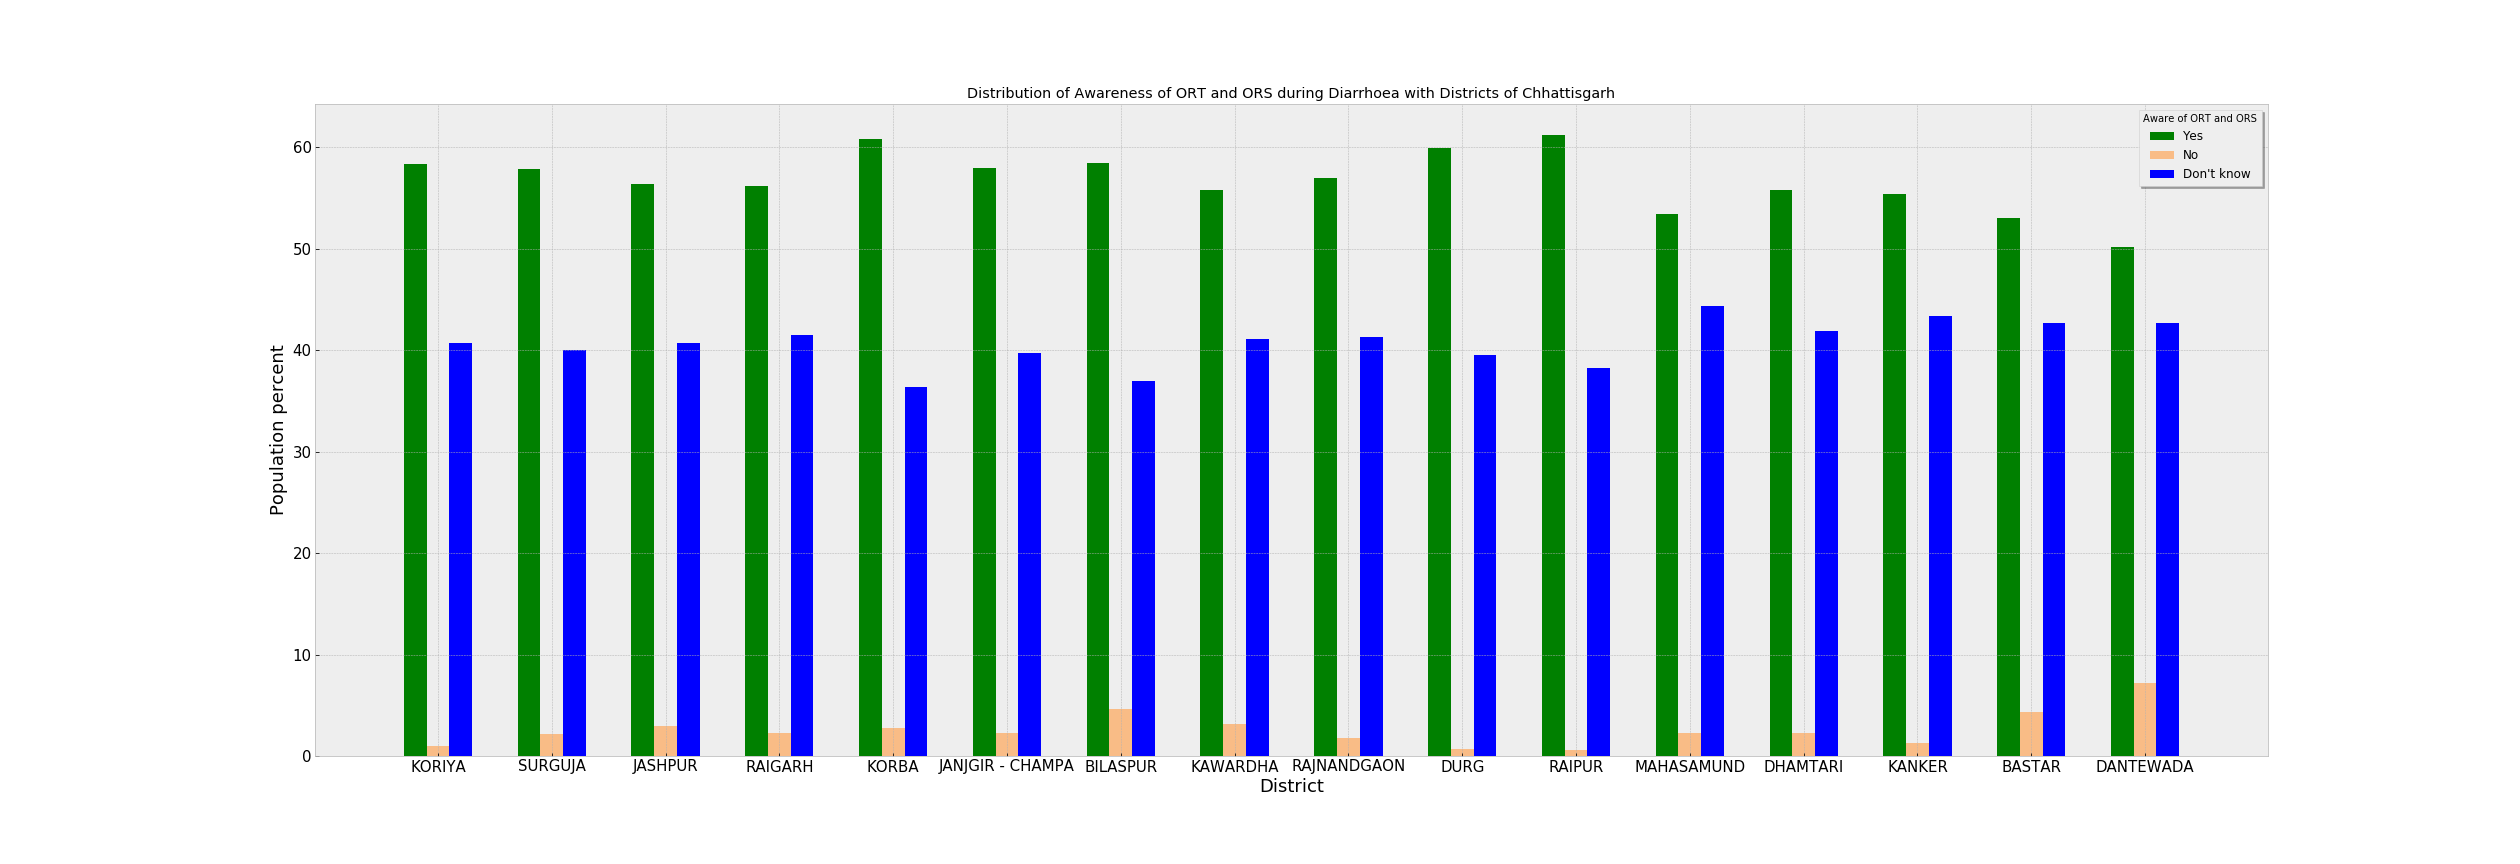 Distribution of Awareness of ORT and ORS during Diarrhoea with Districts of Chhattisgarh
Aware of ORT and ORS
Yes
No
Don't know
Population percent
60
50
40
30
20
10
0
KORIYA SURGUJA JASHPUR RAIGARH KORBA JANJGIR - CHAMPA BILASPUR KAWARDHA RAJNANDGAON DURG RAIPUR MAHASAMUND DHAMTARI KANKER BASTAR DANTEWADA
District